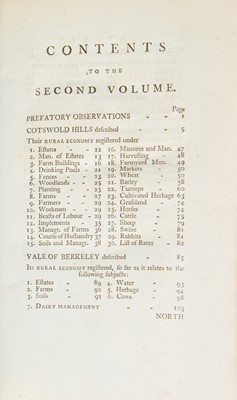 CONTENTS
TO THE
SECOND VOLUME.
Page
PREFATORY OBSERVATIONS - - 1
COTSWOLD HILLS described - - 5
Their RURAL ECONOMY registered under
1. Estates - 12 16. Manures and Man. 47
2. Man. of Estates 13 17. Harvesting - 48
3. Farm Buildings - 16 18. Farmyard Man. 49
4. Drinking Pools - 21 19. Markets - 50
5. Fences - - 23 20. Wheat - 50
6. Woodlands - - 25 21. Barley - 58
7. Planting - 25 22. Turneps - 60
8. Farms - - 27 23. Cultivated Herbage 63
9. Farmers - - 24. Grassland - 74
10. Workmen - - 29 25. Horses - 74
11. Beasts of Labour - 29 26. Cattle - 75
12. Implements - 35 27. Sheep - 79
13. Managt. of Farms 36 28. Swine - 81
14. Course of Husbandry 37 29. Rabbits - 81
15. Soils and Managt. 38 30. List of Rates - 82
VALE OF BERKELEY described - 85
Its RURAL ECONOMY registered, so far as it relates to the
following subjects:
1. Estates - 89 4. Water - 93
2. Farms - 90 5. Herbage - 94
3. Soils - 92 6. Cows - 98
7. DAIRY MANAGEMENT - - 103
NORTH